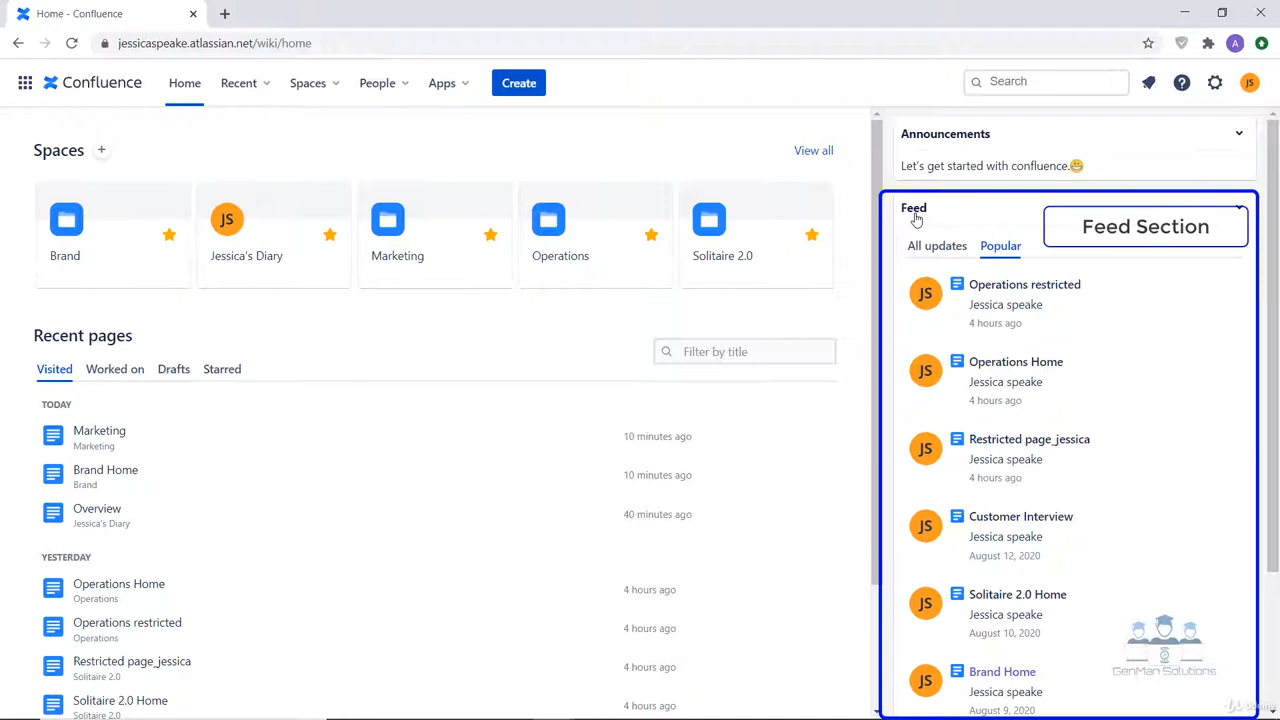 Home - Confluence
jessicaspeake.atlassian.net/wiki/home
A
Confluence
Home
Recent
Spaces
People
Apps
Create
Search
JS
Spaces
View all
Brand
JS
Jessica's Diary
Marketing
Operations
Solitaire 2.0
Recent pages
Filter by title
Visited
Worked on
Drafts
Starred
TODAY
Marketing
Marketing
10 minutes ago
Brand Home
Brand
10 minutes ago
Overview
Jessica's Diary
40 minutes ago
YESTERDAY
Operations Home
Operations
4 hours ago
Operations restricted
Operations
4 hours ago
Restricted page_jessica
Solitaire 2.0
4 hours ago
Solitaire 2.0 Home
Solitaire 2.0
4 hours ago
Announcements
Let's get started with confluence.😀
Feed
Feed Section
All updates
Popular
JS
Operations restricted
Jessica speake
4 hours ago
JS
Operations Home
Jessica speake
4 hours ago
JS
Restricted page_jessica
Jessica speake
4 hours ago
JS
Customer Interview
Jessica speake
August 12, 2020
JS
Solitaire 2.0 Home
Jessica speake
August 10, 2020
JS
Brand Home
Jessica speake
August 9, 2020
GenMan Solutions